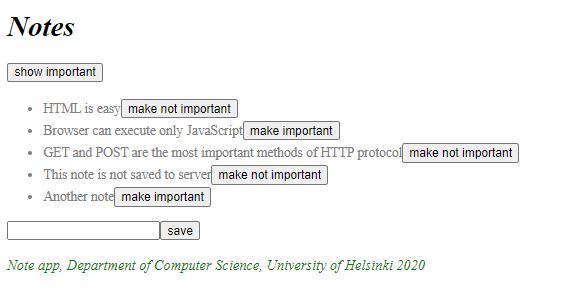 Notes
show important
HTML is easy make not important
Browser can execute only JavaScript make important
GET and POST are the most important methods of HTTP protocol make not important
This note is not saved to server make not important
Another note make important
save
Note app, Department of Computer Science, University of Helsinki 2020